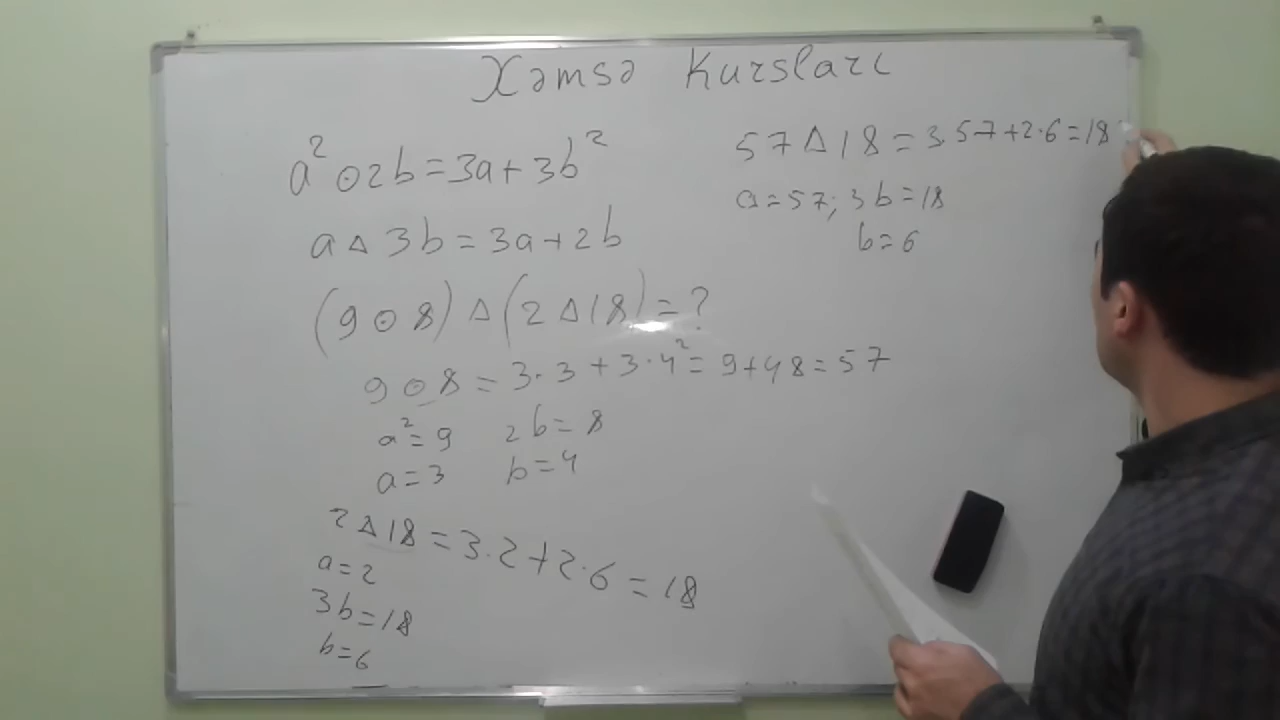 Xəmsə Kursları
a² ⊙ 2b = 3a + 3b²
a Δ 3b = 3a + 2b
(9 ⊙ 8) Δ (2 Δ 18) = ?
9 ⊙ 8 = 3·3 + 3·4² = 9 + 48 = 57
a² = 9 2b = 8
a = 3 b = 4
2 Δ 18 = 3·2 + 2·6 = 18
a = 2
3b = 18
b = 6
57 Δ 18 = 3·57 + 2·6 = 18
a = 57; 3b = 18
b = 6